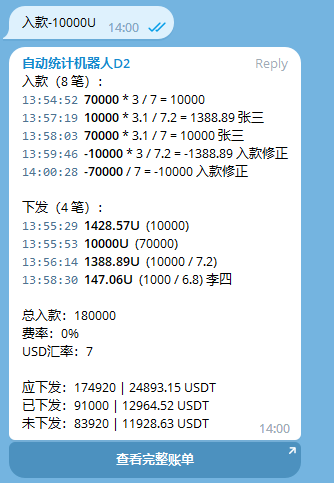 入款-10000U
14:00
自动统计机器人D2
Reply
入款（8 笔）：
13:54:52 70000 * 3 / 7 = 10000
13:57:19 10000 * 3.1 / 7.2 = 1388.89 张三
13:58:03 70000 * 3.1 / 7 = 10000 张三
13:59:46 -10000 * 3 / 7.2 = -1388.89 入款修正
14:00:28 -70000 / 7 = -10000 入款修正
下发（4 笔）：
13:55:29 1428.57U (10000)
13:55:53 10000U (70000)
13:56:14 1388.89U (10000 / 7.2)
13:58:30 147.06U (1000 / 6.8) 李四
总入款：180000
费率：0%
USD汇率：7
应下发：174920 | 24893.15 USDT
已下发：91000 | 12964.52 USDT
未下发：83920 | 11928.63 USDT
14:00
查看完整账单